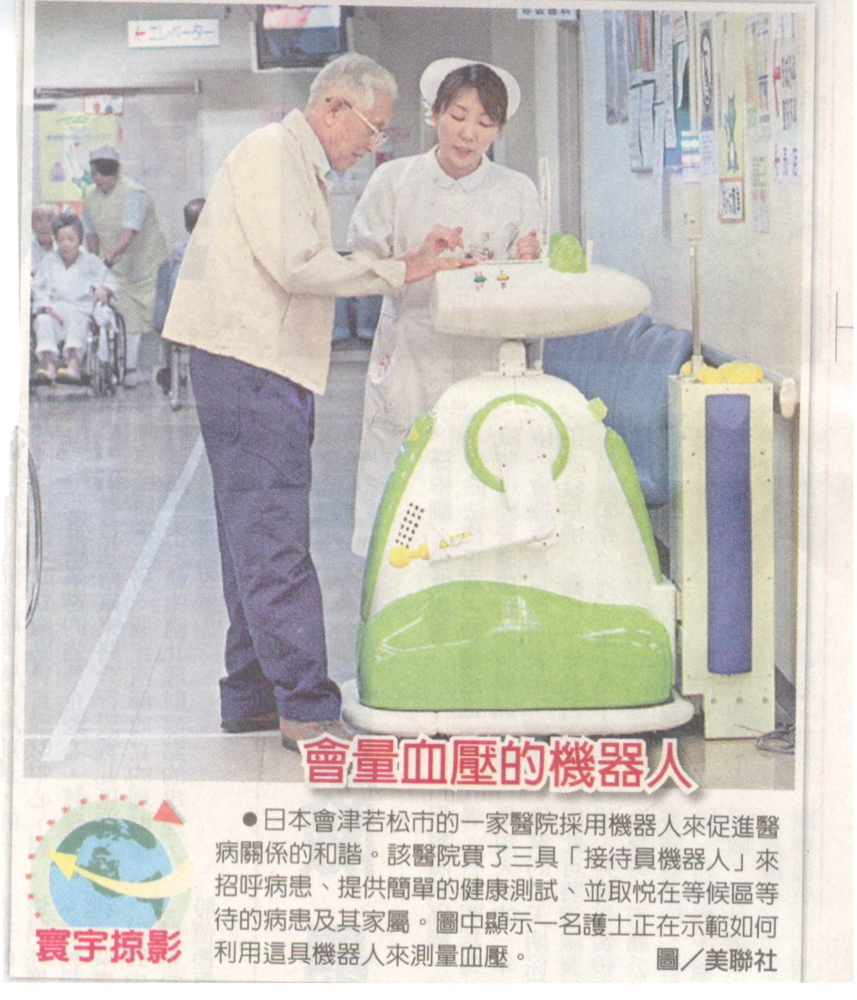 エレベーター
會量血壓的機器人
●日本會津若松市的一家醫院採用機器人來促進醫
病關係的和諧。該醫院買了三具「接待員機器人」來
招呼病患、提供簡單的健康測試、並取悅在等候區等
待的病患及其家屬。圖中顯示一名護士正在示範如何
利用這具機器人來測量血壓。 圖／美聯社
寰宇掠影